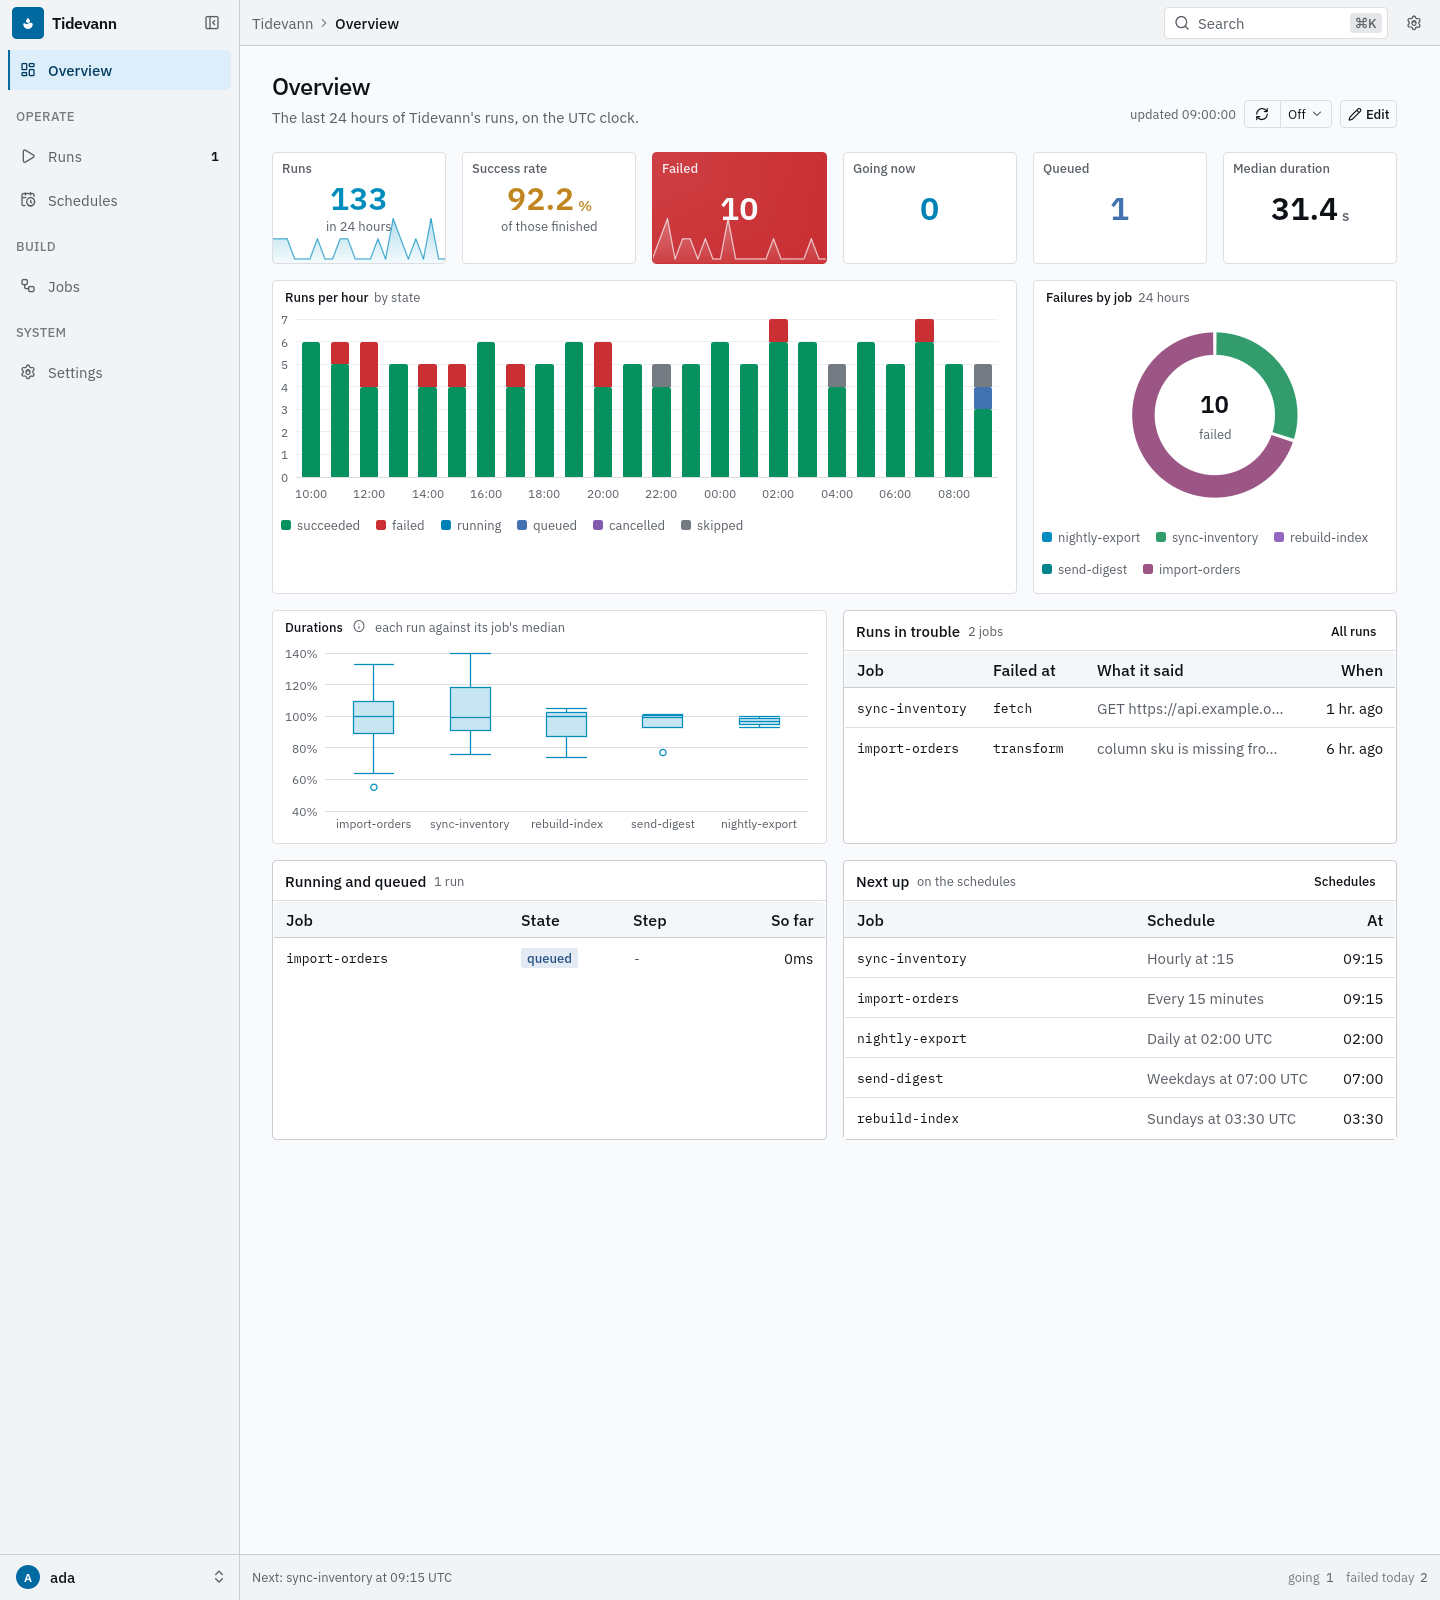 Tidevann
Tidevann > Overview
Search ⌘K
Overview
OPERATE
Runs 1
Schedules
BUILD
Jobs
SYSTEM
Settings
Overview
The last 24 hours of Tidevann's runs, on the UTC clock.
updated 09:00:00 Off Edit
Runs
133
in 24 hours
Success rate
92.2 %
of those finished
Failed
10
Going now
0
Queued
1
Median duration
31.4 s
Runs per hour by state
7
6
5
4
3
2
1
0
10:00 12:00 14:00 16:00 18:00 20:00 22:00 00:00 02:00 04:00 06:00 08:00
succeeded failed running queued cancelled skipped
Failures by job 24 hours
10
failed
nightly-export sync-inventory rebuild-index
send-digest import-orders
Durations each run against its job's median
140%
120%
100%
80%
60%
40%
import-orders sync-inventory rebuild-index send-digest nightly-export
Runs in trouble 2 jobs All runs
Job Failed at What it said When
sync-inventory fetch GET https://api.example.o... 1 hr. ago
import-orders transform column sku is missing fro... 6 hr. ago
Running and queued 1 run
Job State Step So far
import-orders queued - 0ms
Next up on the schedules Schedules
Job Schedule At
sync-inventory Hourly at :15 09:15
import-orders Every 15 minutes 09:15
nightly-export Daily at 02:00 UTC 02:00
send-digest Weekdays at 07:00 UTC 07:00
rebuild-index Sundays at 03:30 UTC 03:30
A ada
Next: sync-inventory at 09:15 UTC
going 1 failed today 2